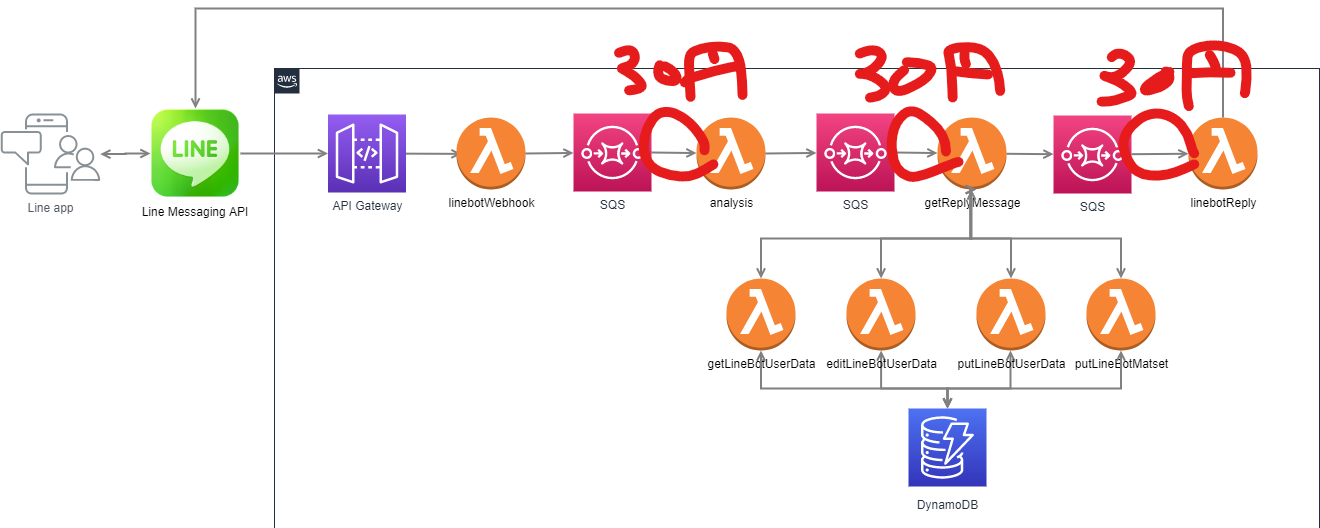 30円 30円 30円
aws
LINE
Line app
Line Messaging API
API Gateway
linebotWebhook
SQS
analysis
SQS
getReplyMessage
SQS
linebotReply
getLineBotUserData
editLineBotUserData
putLineBotUserData
putLineBotMatset
DynamoDB